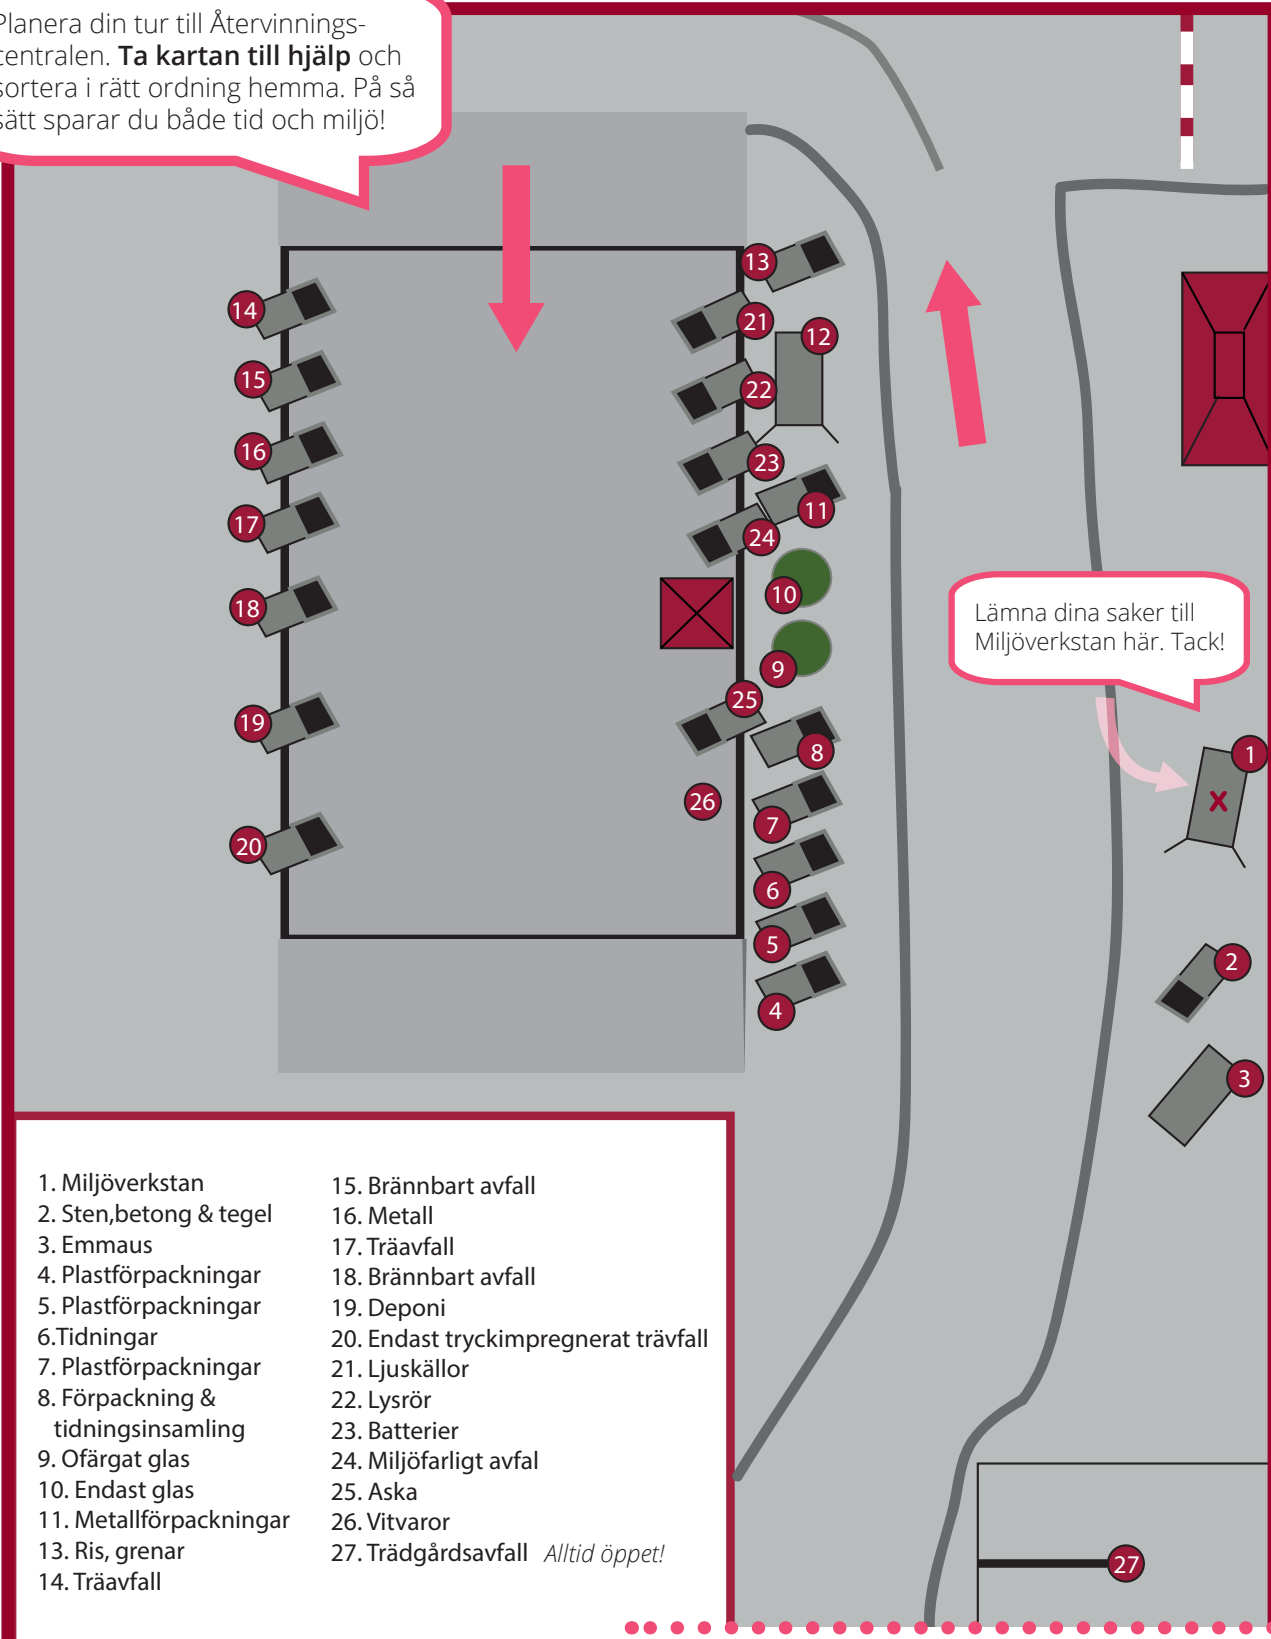 Planera din tur till Återvinnings-
centralen. Ta kartan till hjälp och
sortera i rätt ordning hemma. På så
sätt sparar du både tid och miljö!
13
14
21
12
15
22
16
23
11
17
24
10
18
Lämna dina saker till
Miljöverkstan här. Tack!
9
25
19
8
1
x
26
7
20
6
5
2
4
3
1. Miljöverkstan
2. Sten,betong & tegel
3. Emmaus
4. Plastförpackningar
5. Plastförpackningar
6.Tidningar
7. Plastförpackningar
8. Förpackning &
tidningsinsamling
9. Ofärgat glas
10. Endast glas
11. Metallförpackningar
13. Ris, grenar
14. Träavfall
15. Brännbart avfall
16. Metall
17. Träavfall
18. Brännbart avfall
19. Deponi
20. Endast tryckimpregnerat trävfall
21. Ljuskällor
22. Lysrör
23. Batterier
24. Miljöfarligt avfal
25. Aska
26. Vitvaror
27. Trädgårdsavfall Alltid öppet!
27